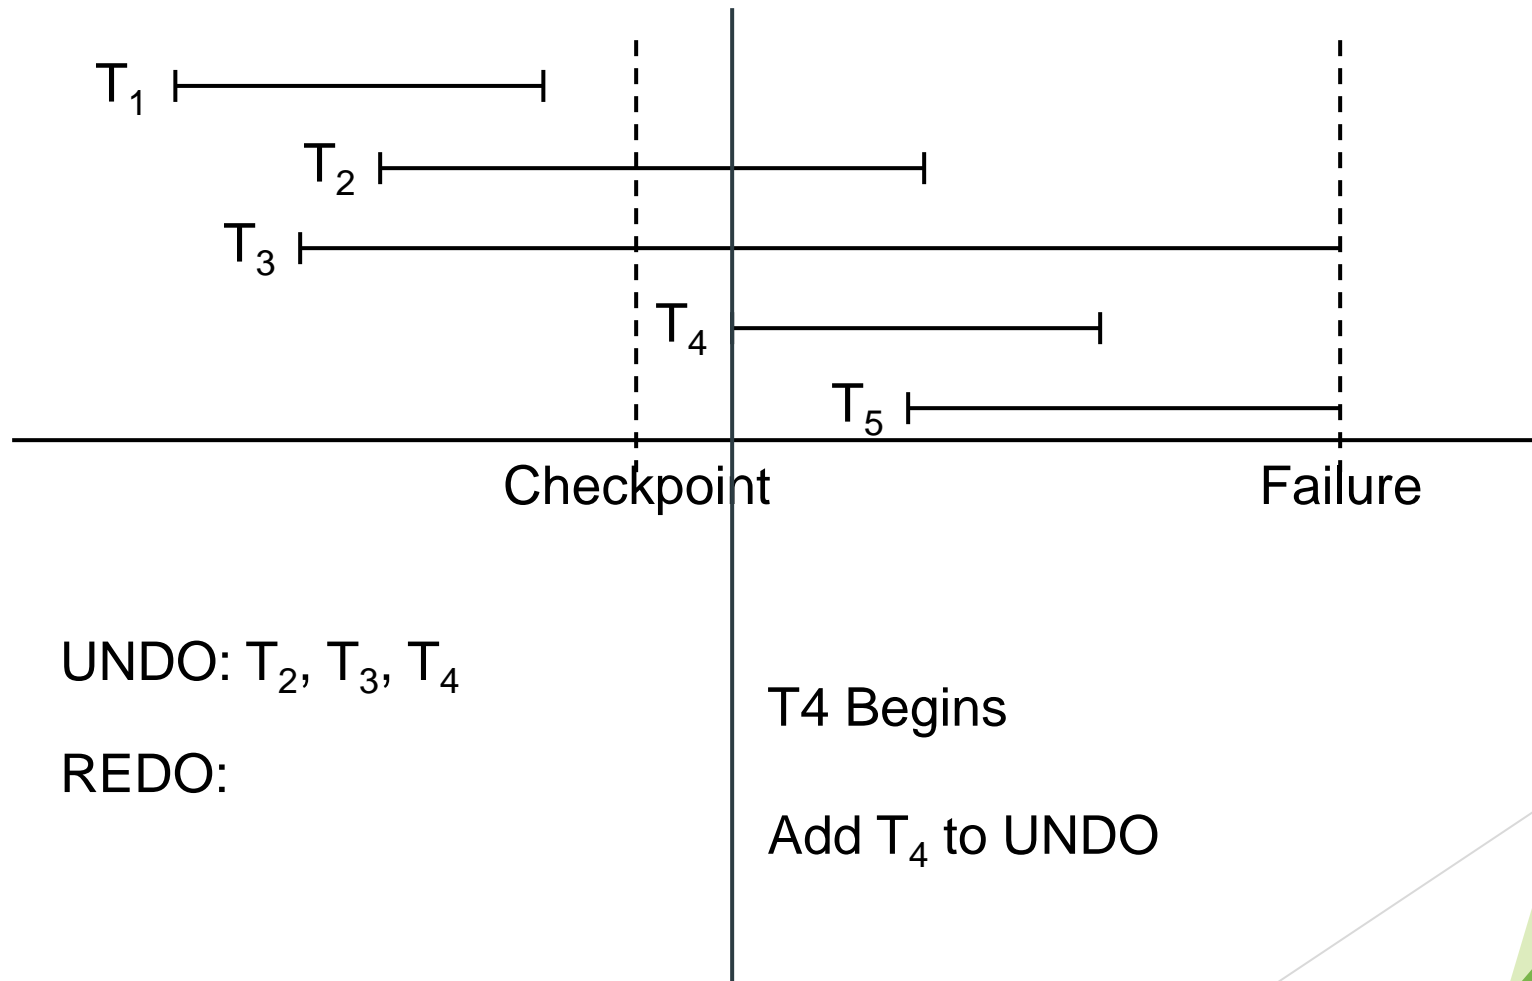 T₁
T₂
T₃
T₄
T₅
Checkpoint
Failure
UNDO: T₂, T₃, T₄
REDO:
T4 Begins
Add T₄ to UNDO